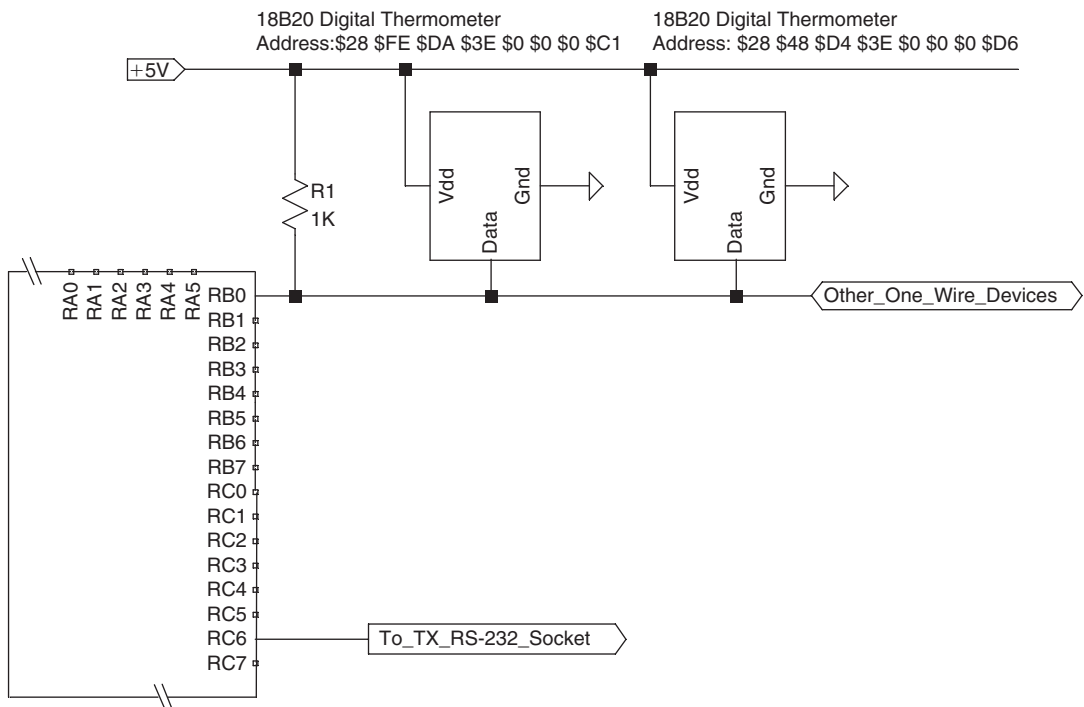 18B20 Digital Thermometer
Address:$28 $FE $DA $3E $0 $0 $0 $C1
18B20 Digital Thermometer
Address: $28 $48 $D4 $3E $0 $0 $0 $D6
+5V
R1
1K
Vdd
Gnd
Data
Vdd
Gnd
Data
RA0
RA1
RA2
RA3
RA4
RA5
RB0
Other_One_Wire_Devices
RB1
RB2
RB3
RB4
RB5
RB6
RB7
RC0
RC1
RC2
RC3
RC4
RC5
RC6
To_TX_RS-232_Socket
RC7